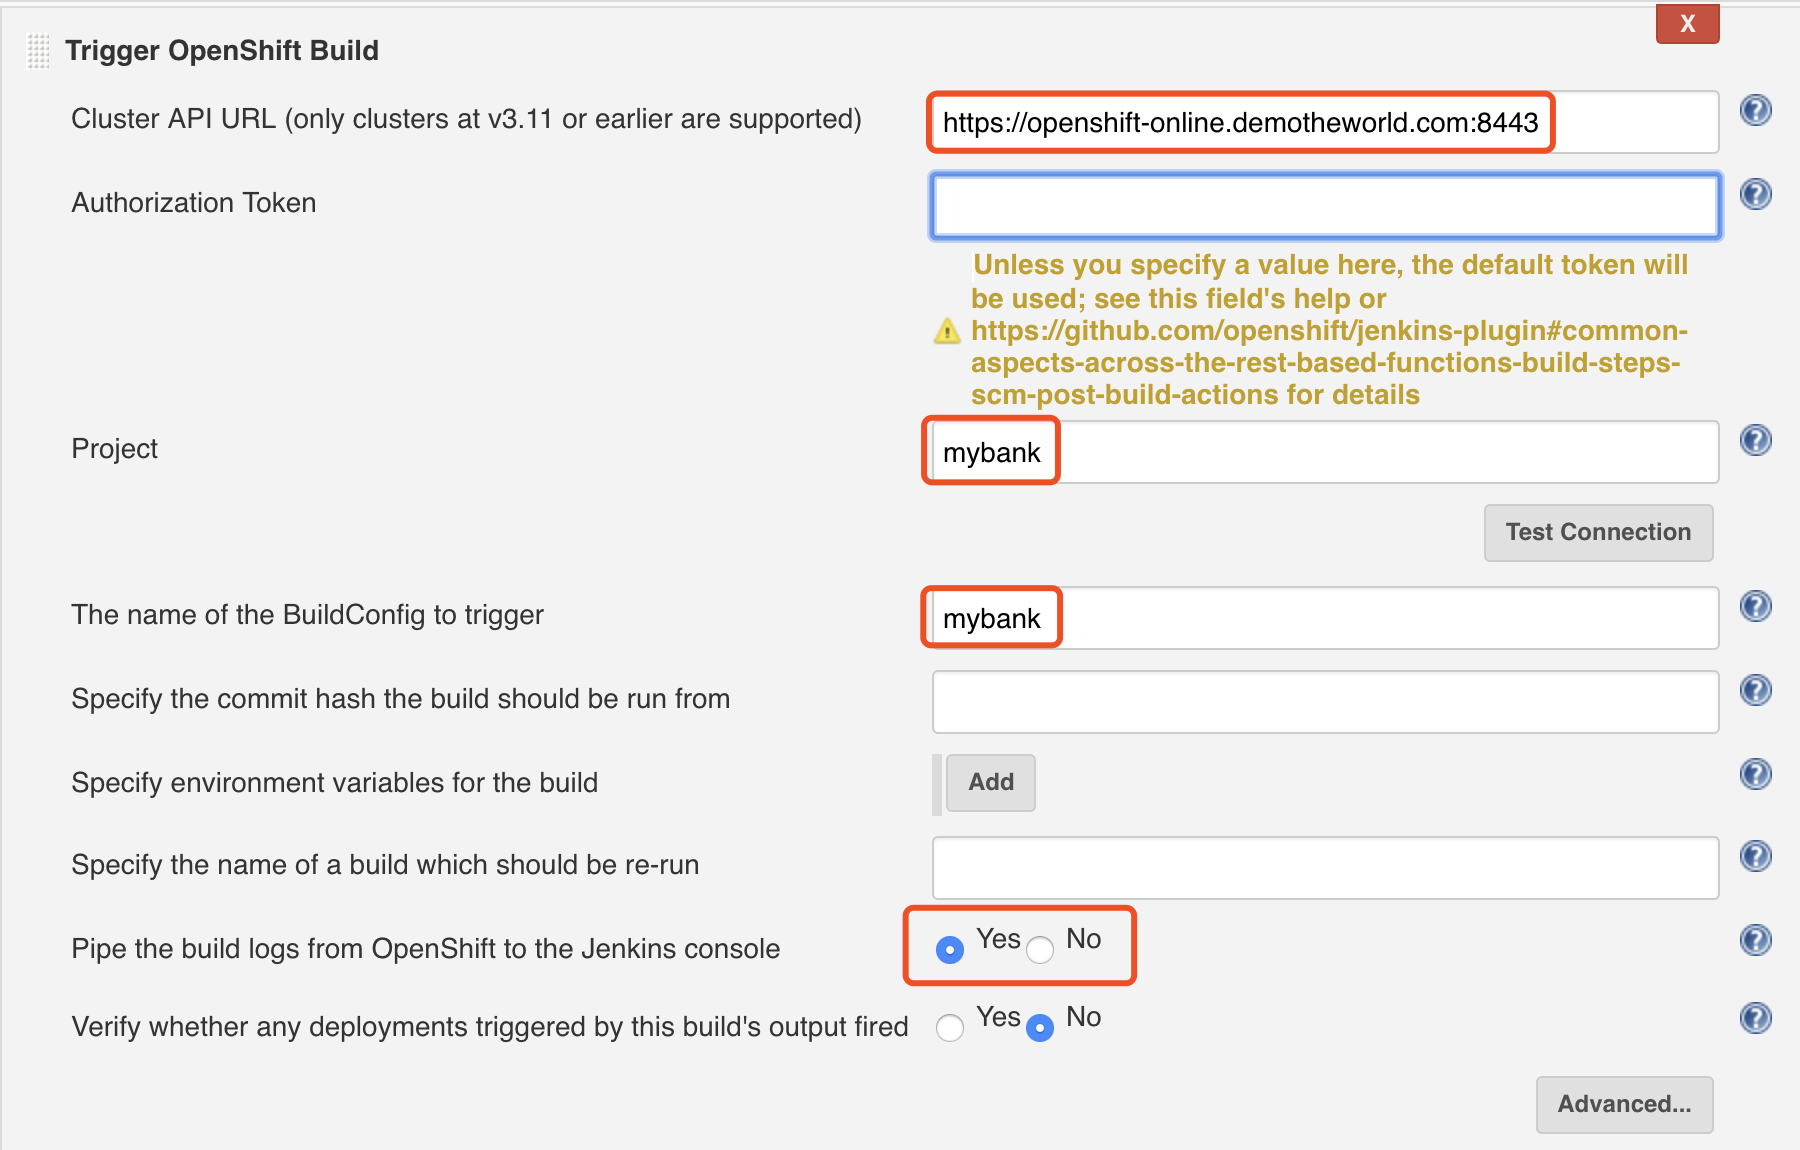 X
Trigger OpenShift Build
Cluster API URL (only clusters at v3.11 or earlier are supported)
https://openshift-online.demotheworld.com:8443
Authorization Token
Unless you specify a value here, the default token will
be used; see this field's help or
https://github.com/openshift/jenkins-plugin#common-
aspects-across-the-rest-based-functions-build-steps-
scm-post-build-actions for details
Project
mybank
Test Connection
The name of the BuildConfig to trigger
mybank
Specify the commit hash the build should be run from
Specify environment variables for the build
Add
Specify the name of a build which should be re-run
Pipe the build logs from OpenShift to the Jenkins console
Yes No
Verify whether any deployments triggered by this build's output fired
Yes No
Advanced...